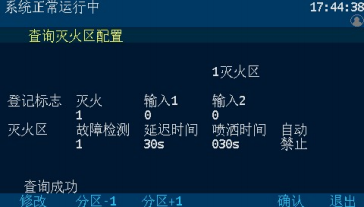 系统正常运行中 17:44:38
查询灭火区配置
1灭火区
登记标志 灭火 输入1 输入2
1 0 0
灭火区 故障检测 延迟时间 喷洒时间 自动
1 30s 030s 禁止
查询成功
修改 分区-1 分区+1 确认 退出